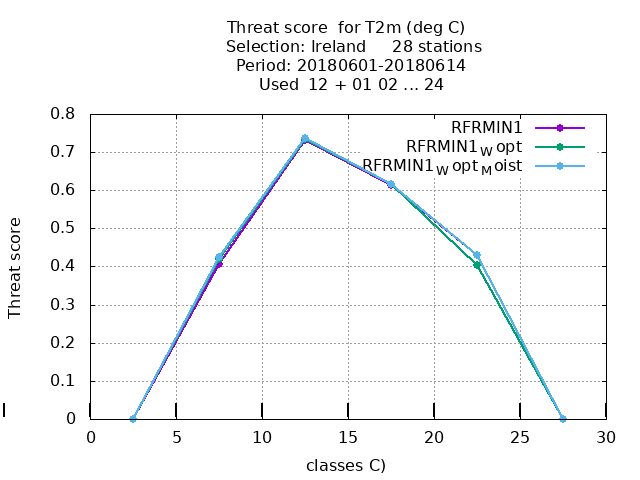 Threat score for T2m (deg C)
Selection: Ireland 28 stations
Period: 20180601-20180614
Used 12 + 01 02 ... 24
0.8
0.7
0.6
0.5
0.4
0.3
0.2
0.1
0
Threat score
RFRMIN1
RFRMIN1Wopt
RFRMIN1WoptMoist
0 5 10 15 20 25 30
classes C)